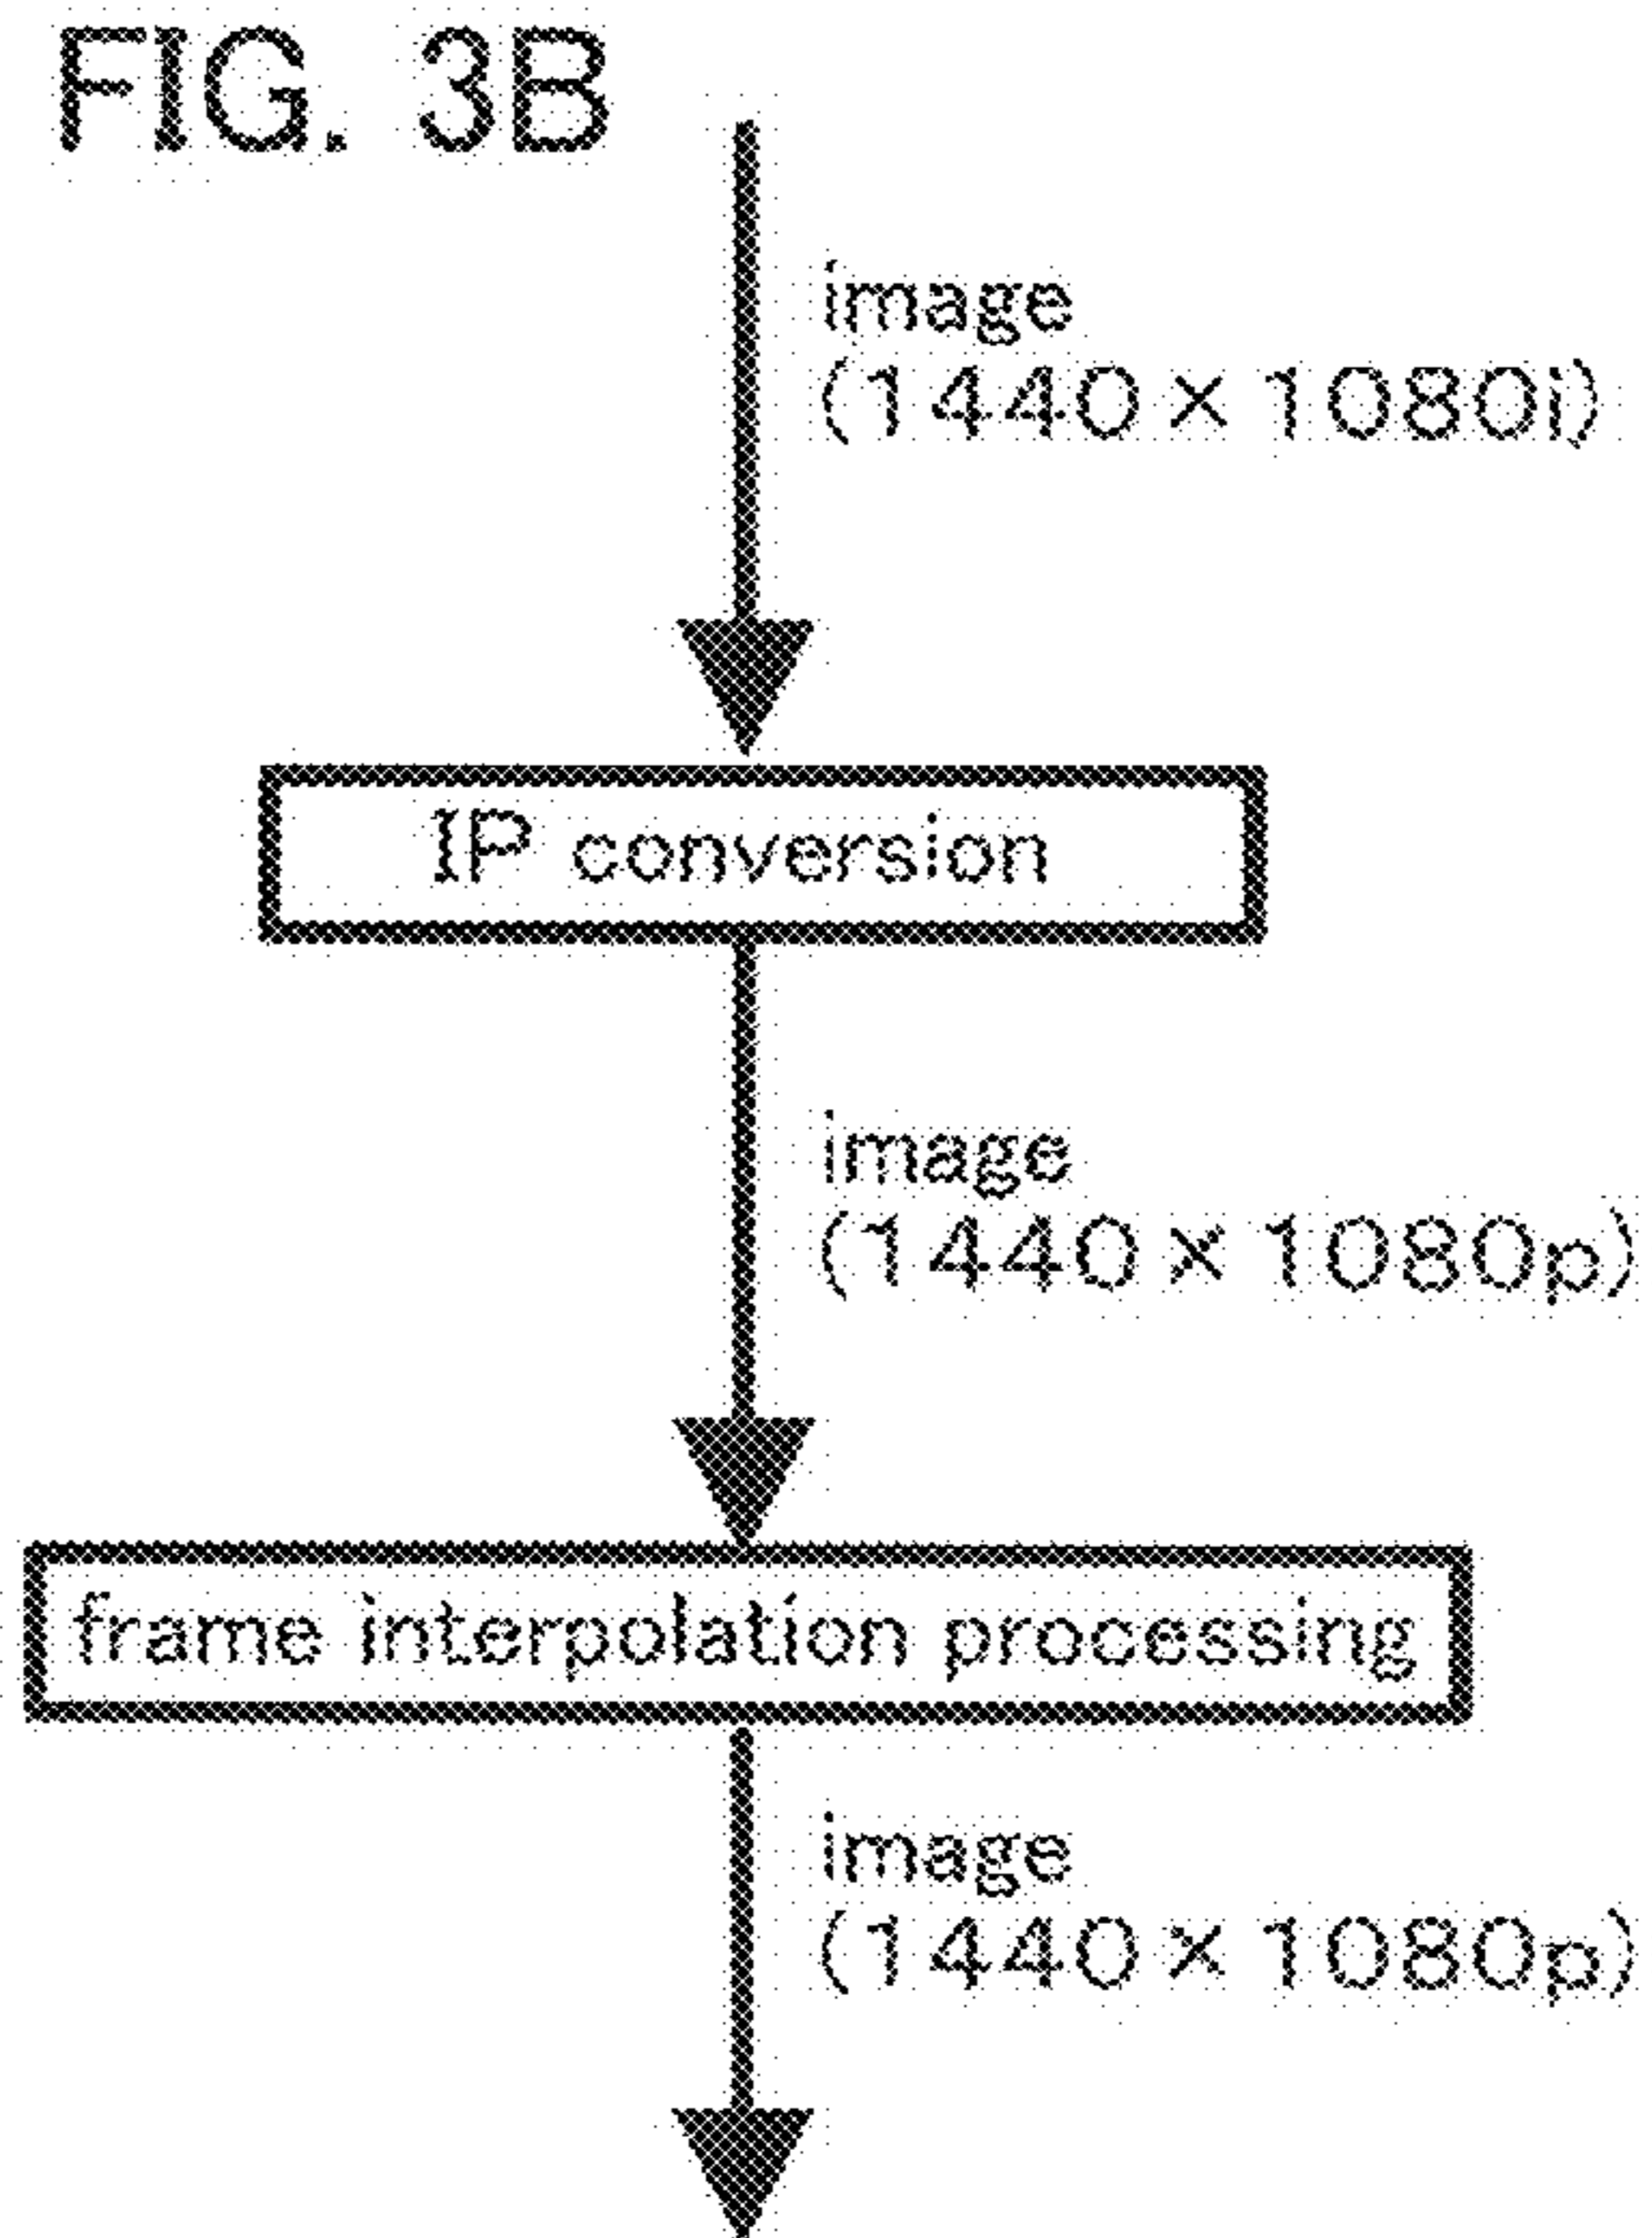 FIG. 3B
image
(1440×1080i)
IP conversion
image
(1440×1080p)
frame interpolation processing
image
(1440×1080p)